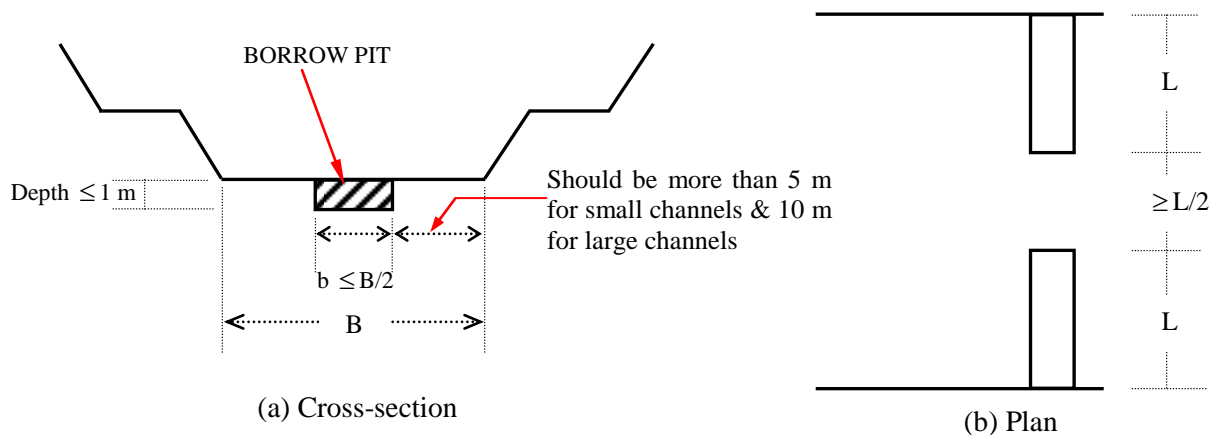 BORROW PIT
Depth ≤ 1 m
Should be more than 5 m
for small channels & 10 m
for large channels
b ≤ B/2
B
(a) Cross-section
L
≥ L/2
L
(b) Plan